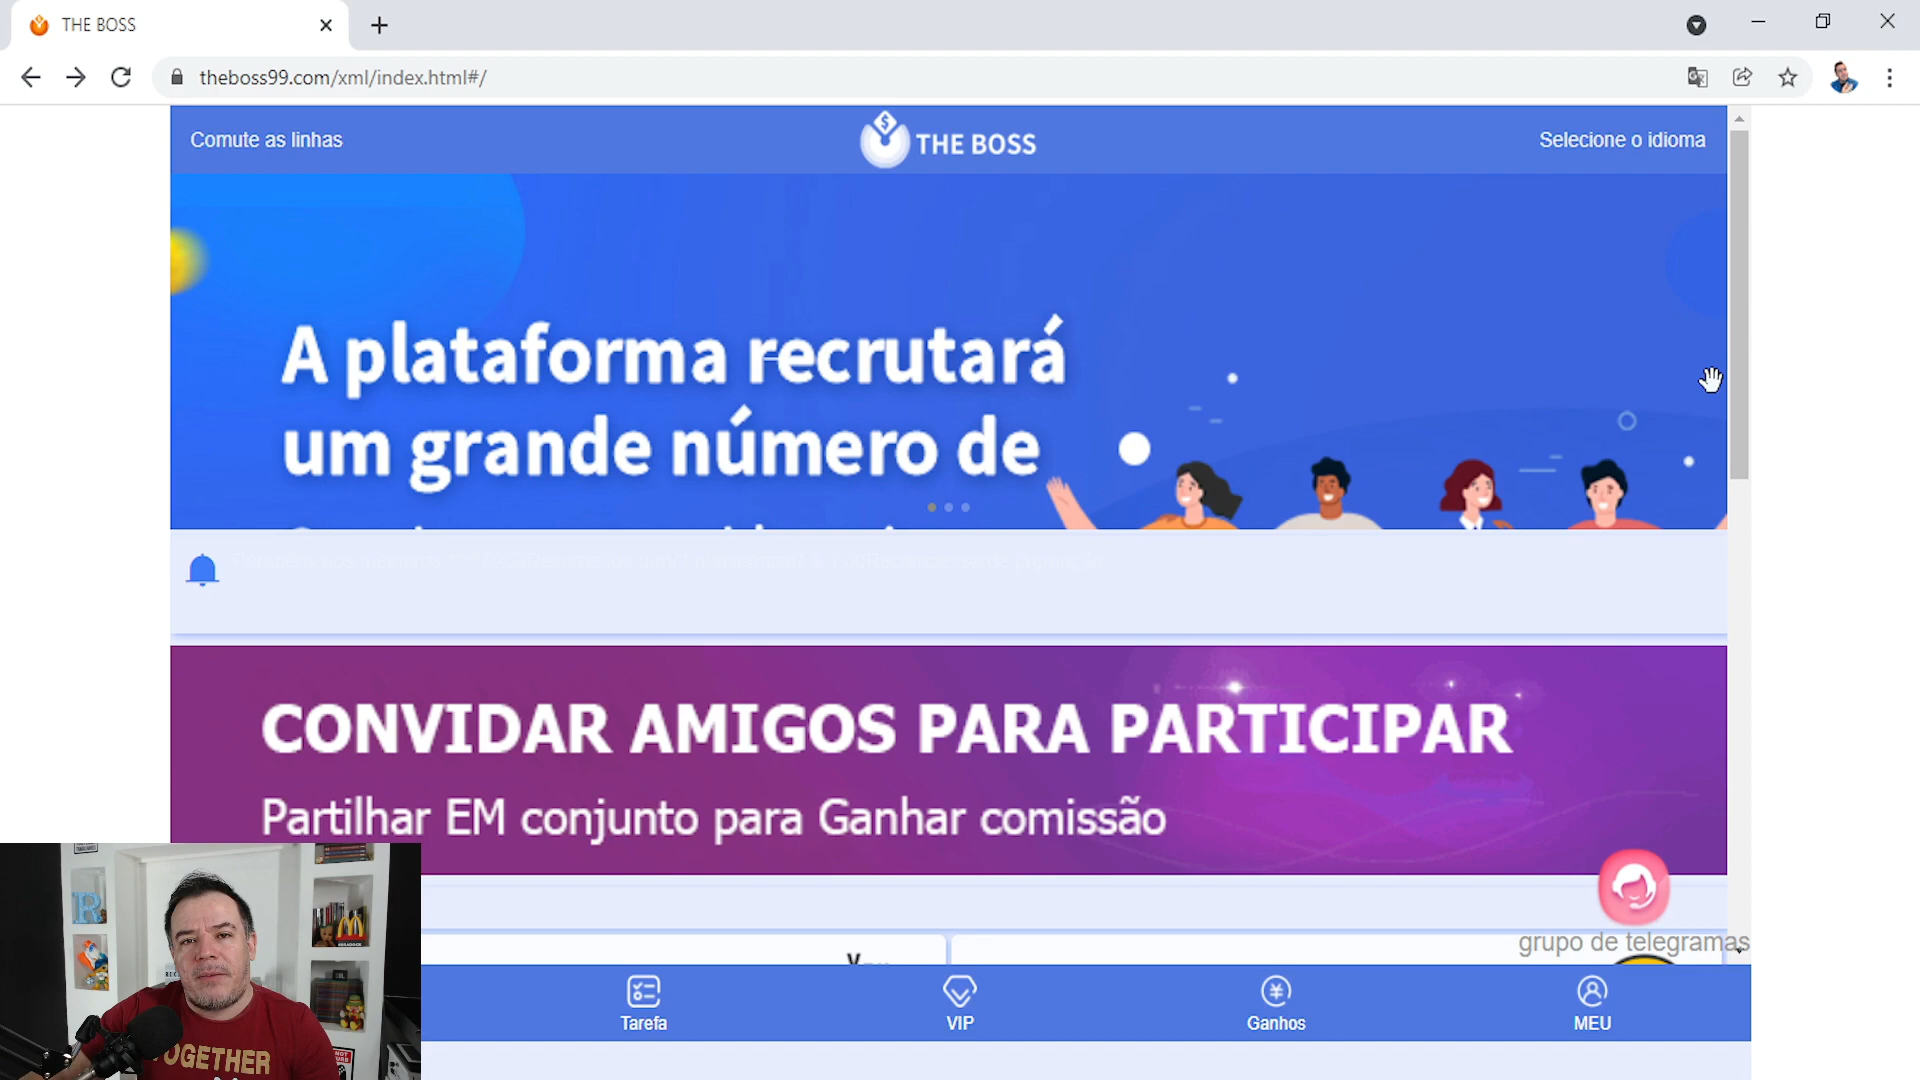 THE BOSS
theboss99.com/xml/index.html#/
Comute as linhas
THE BOSS
Selecione o idioma
A plataforma recrutará
um grande número de
CONVIDAR AMIGOS PARA PARTICIPAR
Partilhar EM conjunto para Ganhar comissão
grupo de telegramas
Tarefa
VIP
Ganhos
MEU
R
TOGETHER